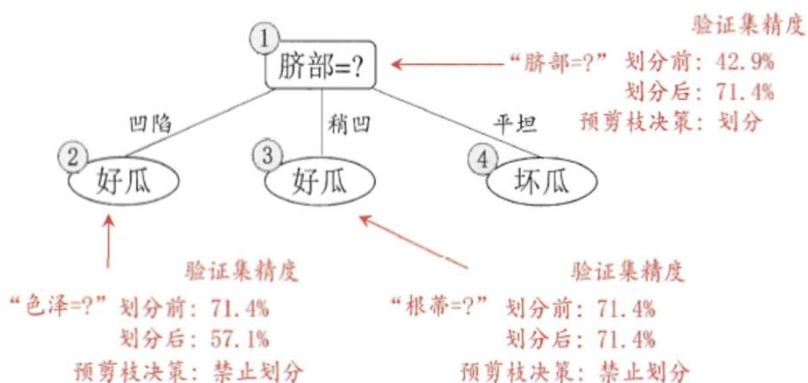 验证集精度
1
脐部=?
“脐部=?” 划分前: 42.9%
划分后: 71.4%
预剪枝决策: 划分
凹陷
稍凹
平坦
2
好瓜
3
好瓜
4
坏瓜
验证集精度
“色泽=?” 划分前: 71.4%
划分后: 57.1%
预剪枝决策: 禁止划分
验证集精度
“根蒂=?” 划分前: 71.4%
划分后: 71.4%
预剪枝决策: 禁止划分